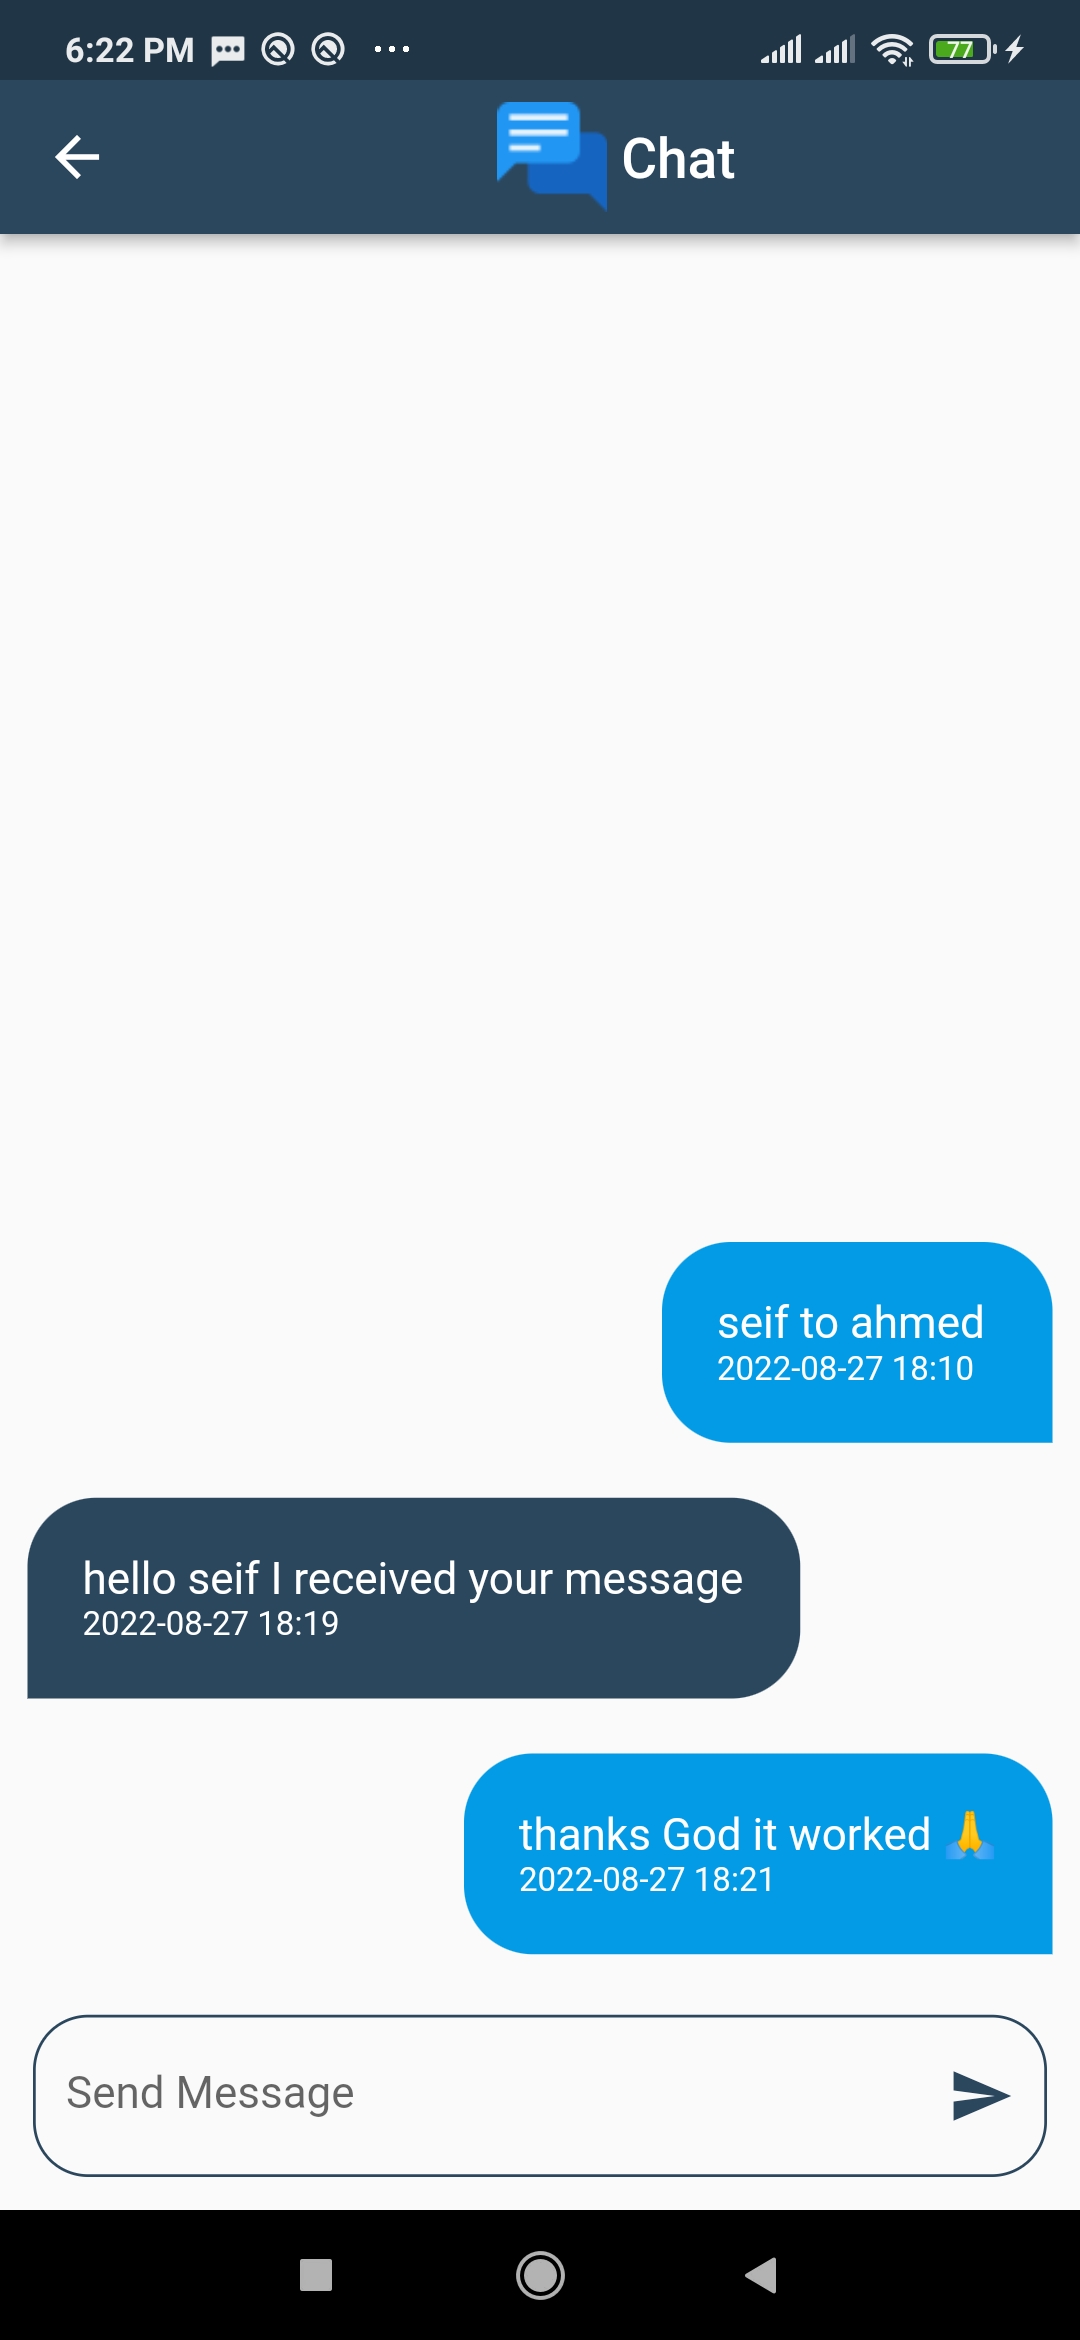 6:22 PM
77
Chat
seif to ahmed
2022-08-27 18:10
hello seif I received your message
2022-08-27 18:19
thanks God it worked 🙏
2022-08-27 18:21
Send Message